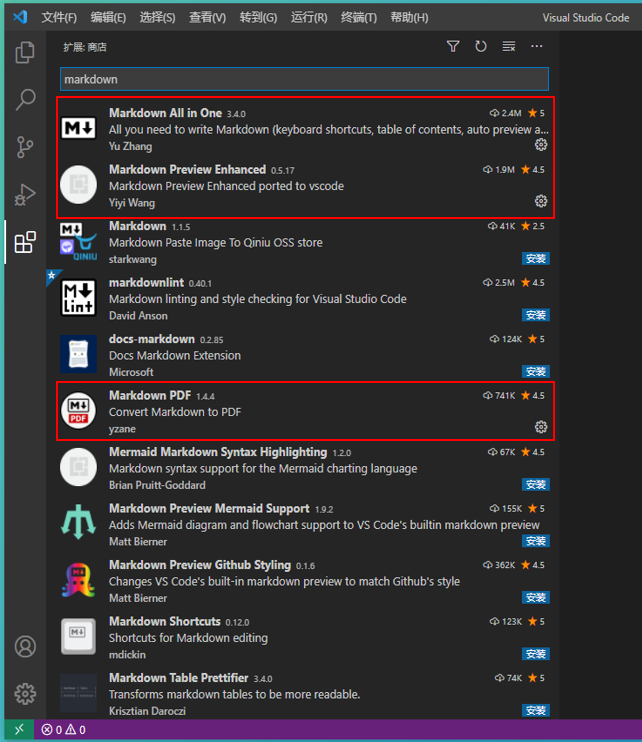 文件(F) 编辑(E) 选择(S) 查看(V) 转到(G) 运行(R) 终端(T) 帮助(H) Visual Studio Code
扩展: 商店
markdown
Markdown All in One 3.4.0 2.4M 5
All you need to write Markdown (keyboard shortcuts, table of contents, auto preview a...
Yu Zhang
Markdown Preview Enhanced 0.5.17 1.9M 4.5
Markdown Preview Enhanced ported to vscode
Yiyi Wang
Markdown 1.1.5 41K 2.5
Markdown Paste Image To Qiniu OSS store
QINIU
starkwang 安装
markdownlint 0.40.1 2.5M 4.5
Markdown linting and style checking for Visual Studio Code
Lint
David Anson 安装
docs-markdown 0.2.85 124K 5
Docs Markdown Extension
Microsoft 安装
Markdown PDF 1.4.4 741K 4.5
Convert Markdown to PDF
PDF
yzane
Mermaid Markdown Syntax Highlighting 1.2.0 67K 4.5
Markdown syntax support for the Mermaid charting language
Brian Pruitt-Goddard 安装
Markdown Preview Mermaid Support 1.9.2 155K 5
Adds Mermaid diagram and flowchart support to VS Code's builtin markdown preview
Matt Bierner 安装
Markdown Preview Github Styling 0.1.6 362K 4.5
Changes VS Code's built-in markdown preview to match Github's style
Matt Bierner 安装
Markdown Shortcuts 0.12.0 123K 5
Shortcuts for Markdown editing
mdickin 安装
Markdown Table Prettifier 3.4.0 74K 5
Transforms markdown tables to be more readable.
Krisztian Daroczi 安装
0 0